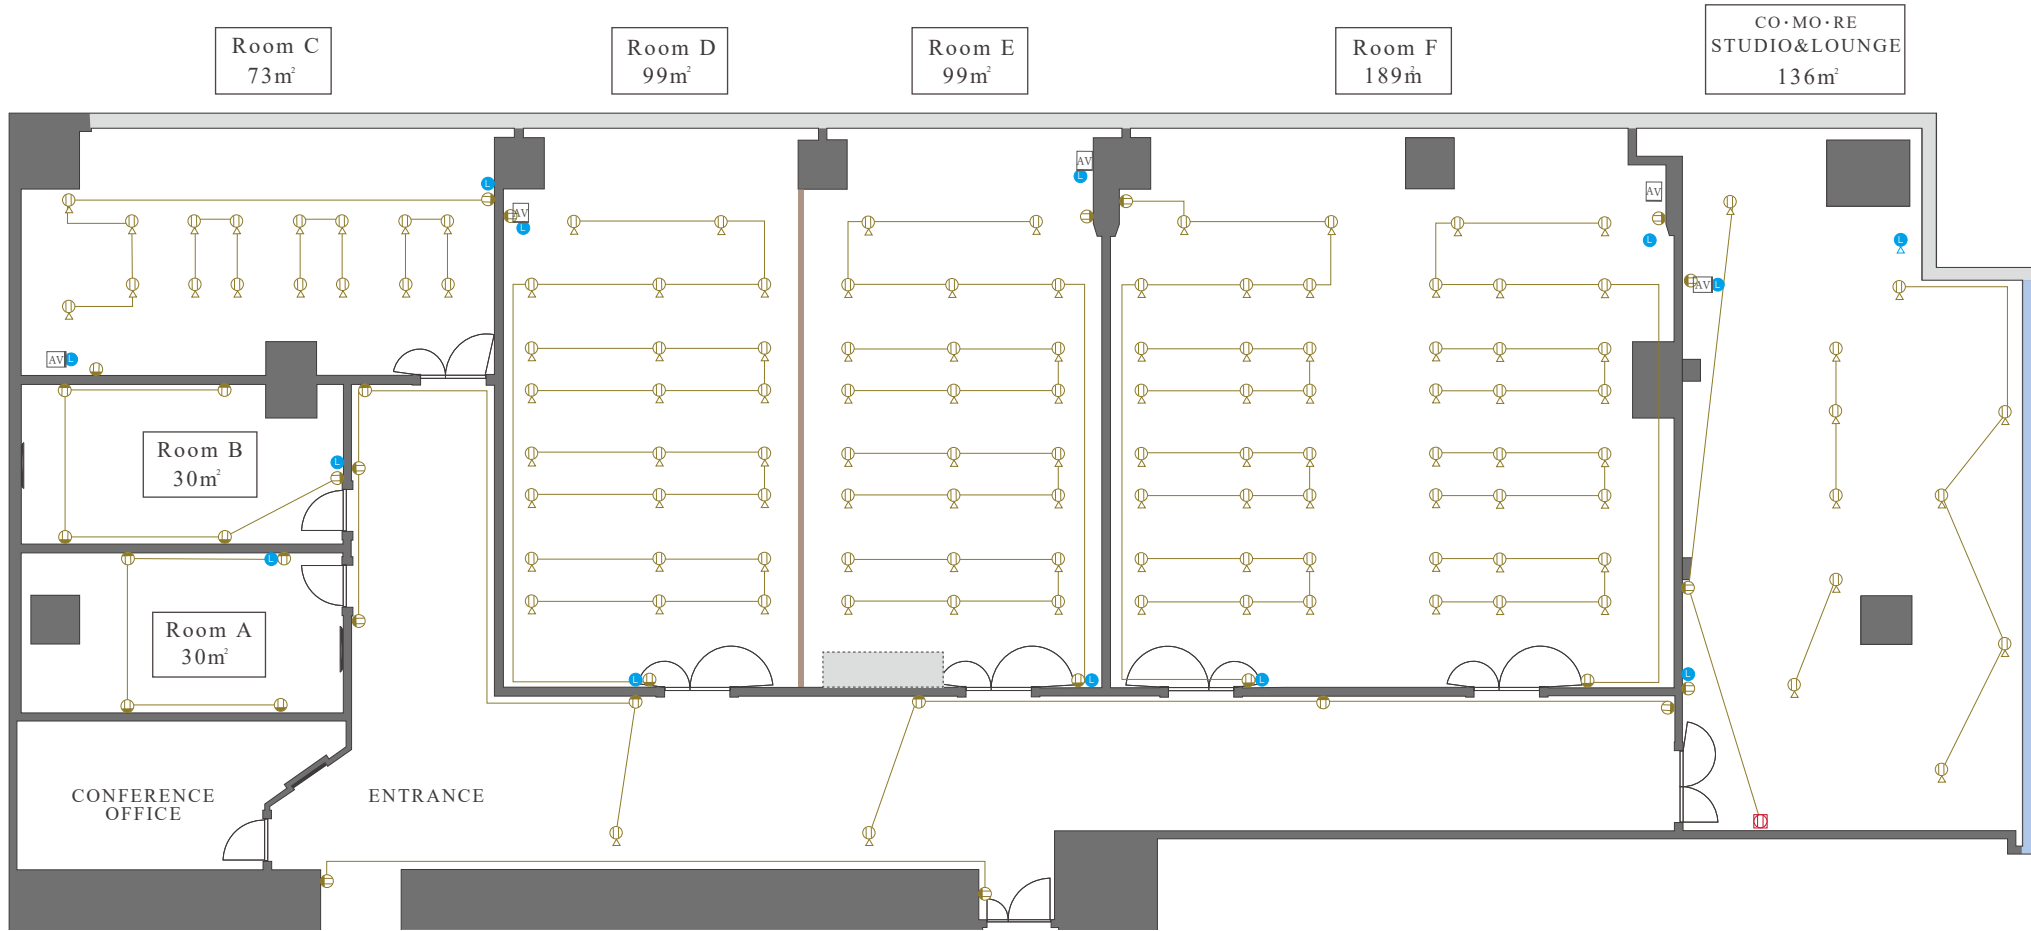 Room C
73㎡
Room D
99㎡
Room E
99㎡
Room F
189㎡
CO・MO・RE
STUDIO&LOUNGE
136㎡
L
AV
L
AV
L
AV
L
AV
L
AV
L
L
AV
L
Room B
30㎡
L
L
Room A
30㎡
L
L
L
L
CONFERENCE
OFFICE
ENTRANCE